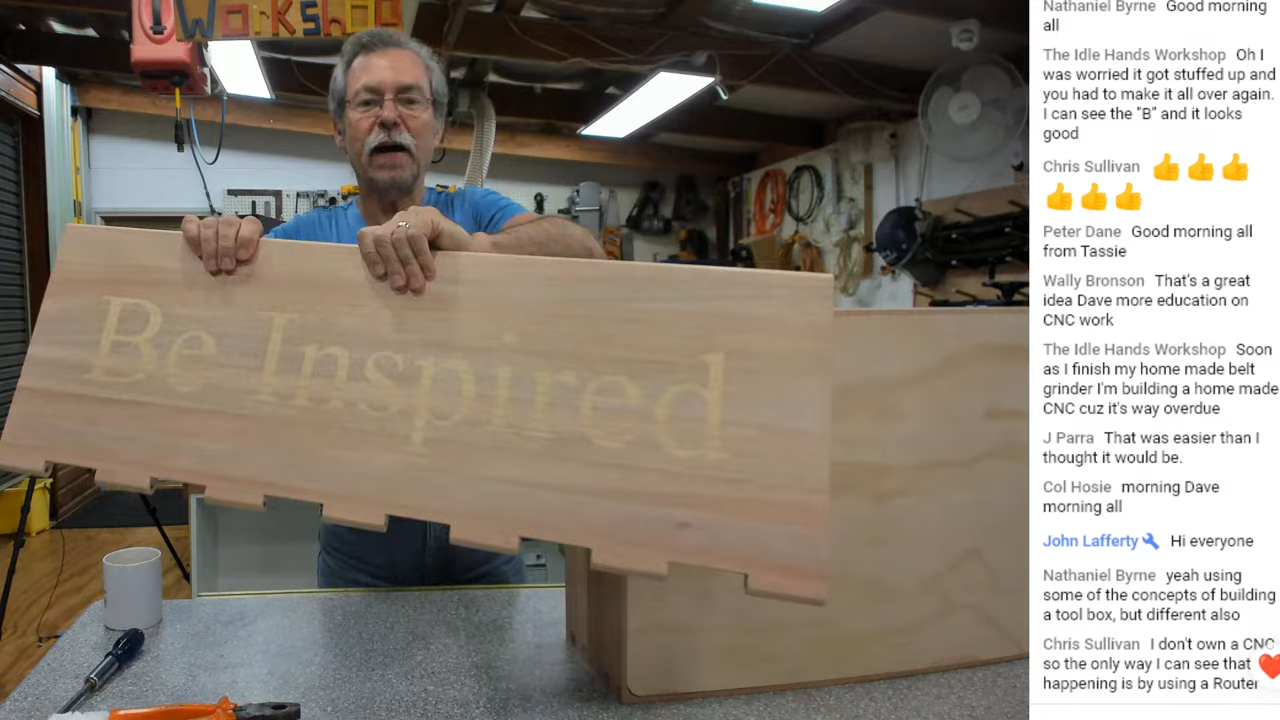 Workshop
Be Inspired
Nathaniel Byrne Good morning
all
The Idle Hands Workshop Oh I
was worried it got stuffed up and
you had to make it all over again.
I can see the "B" and it looks
good
Chris Sullivan 👍👍👍
👍👍👍
Peter Dane Good morning all
from Tassie
Wally Bronson That's a great
idea Dave more education on
CNC work
The Idle Hands Workshop Soon
as I finish my home made belt
grinder I'm building a home made
CNC cuz it's way overdue
J Parra That was easier than I
thought it would be.
Col Hosie morning Dave
morning all
John Lafferty Hi everyone
Nathaniel Byrne yeah using
some of the concepts of building
a tool box, but different also
Chris Sullivan I don't own a CNC
so the only way I can see that
happening is by using a Router